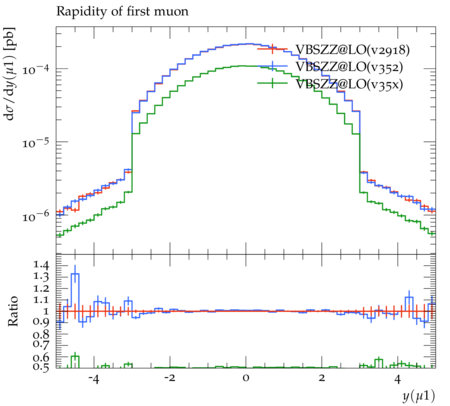 Rapidity of first muon
dσ/dy(μ1) [pb]
VBSZZ@LO(v2918)
VBSZZ@LO(v352)
VBSZZ@LO(v35x)
10⁻⁴
10⁻⁵
10⁻⁶
Ratio
1.4
1.3
1.2
1.1
1
0.9
0.8
0.7
0.6
0.5
-4 -2 0 2 4
y(μ1)